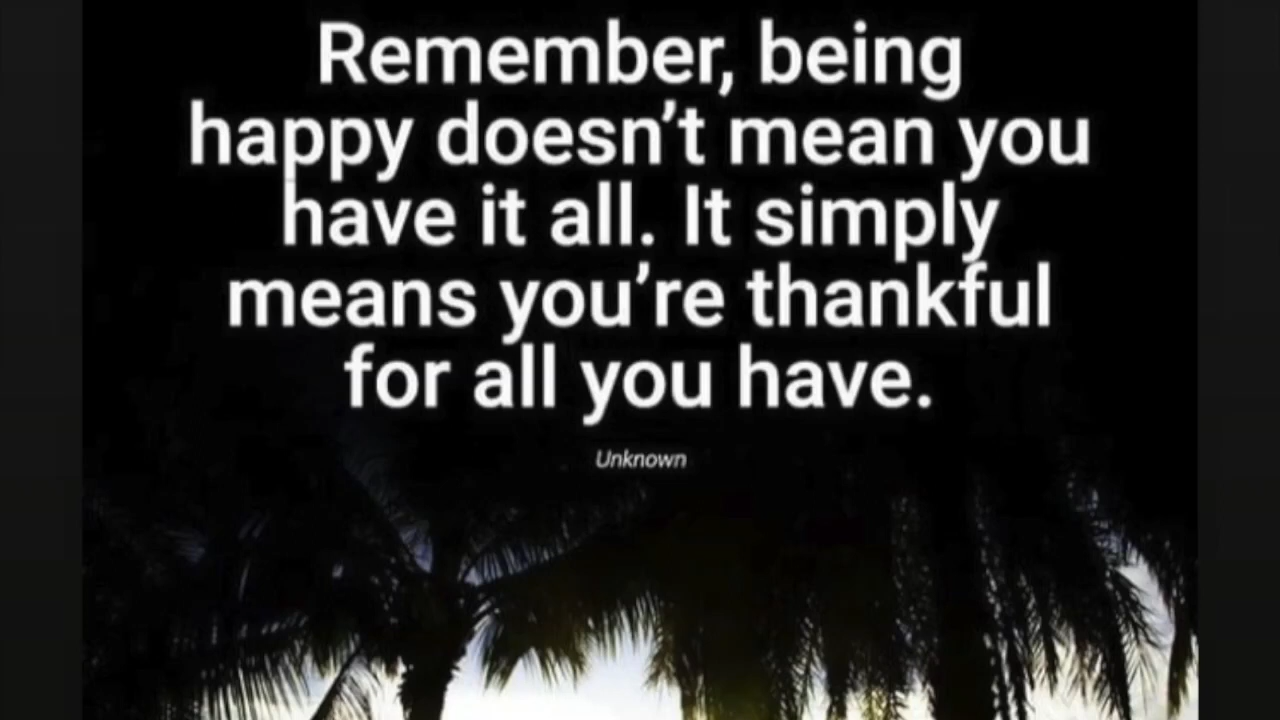 Remember, being
happy doesn’t mean you
have it all. It simply
means you’re thankful
for all you have.
Unknown